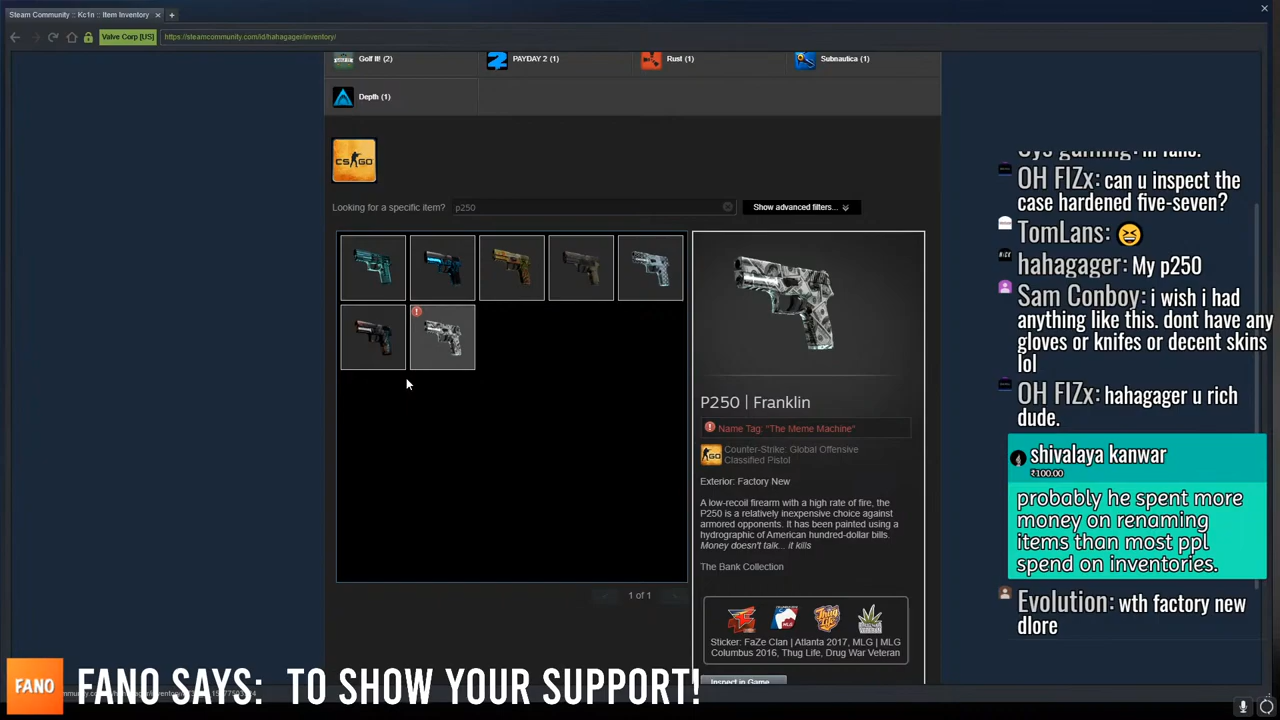 Steam Community :: Kc1n :: Item Inventory
Valve Corp [US]
https://steamcommunity.com/id/hahagager/inventory/
Golf It! (2)
PAYDAY 2 (1)
Rust (1)
Subnautica (1)
Depth (1)
CS GO
Looking for a specific item?
p250
Show advanced filters...
P250 | Franklin
Name Tag: "The Meme Machine"
Counter-Strike: Global Offensive
Classified Pistol
Exterior: Factory New
A low-recoil firearm with a high rate of fire, the
P250 is a relatively inexpensive choice against
armored opponents. It has been painted using a
hydrographic of American hundred-dollar bills.
Money doesn't talk... it kills
The Bank Collection
Sticker: FaZe Clan | Atlanta 2017, MLG | MLG
Columbus 2016, Thug Life, Drug War Veteran
Inspect in Game...
1 of 1
OH FIZx: can u inspect the
case hardened five-seven?
TomLans: 😆
hahagager: My p250
Sam Conboy: i wish i had
anything like this. dont have any
gloves or knifes or decent skins
lol
OH FIZx: hahagager u rich
dude.
shivalaya kanwar
₹100.00
probably he spent more
money on renaming
items than most ppl
spend on inventories.
Evolution: wth factory new
dlore
FANO
FANO SAYS: TO SHOW YOUR SUPPORT!